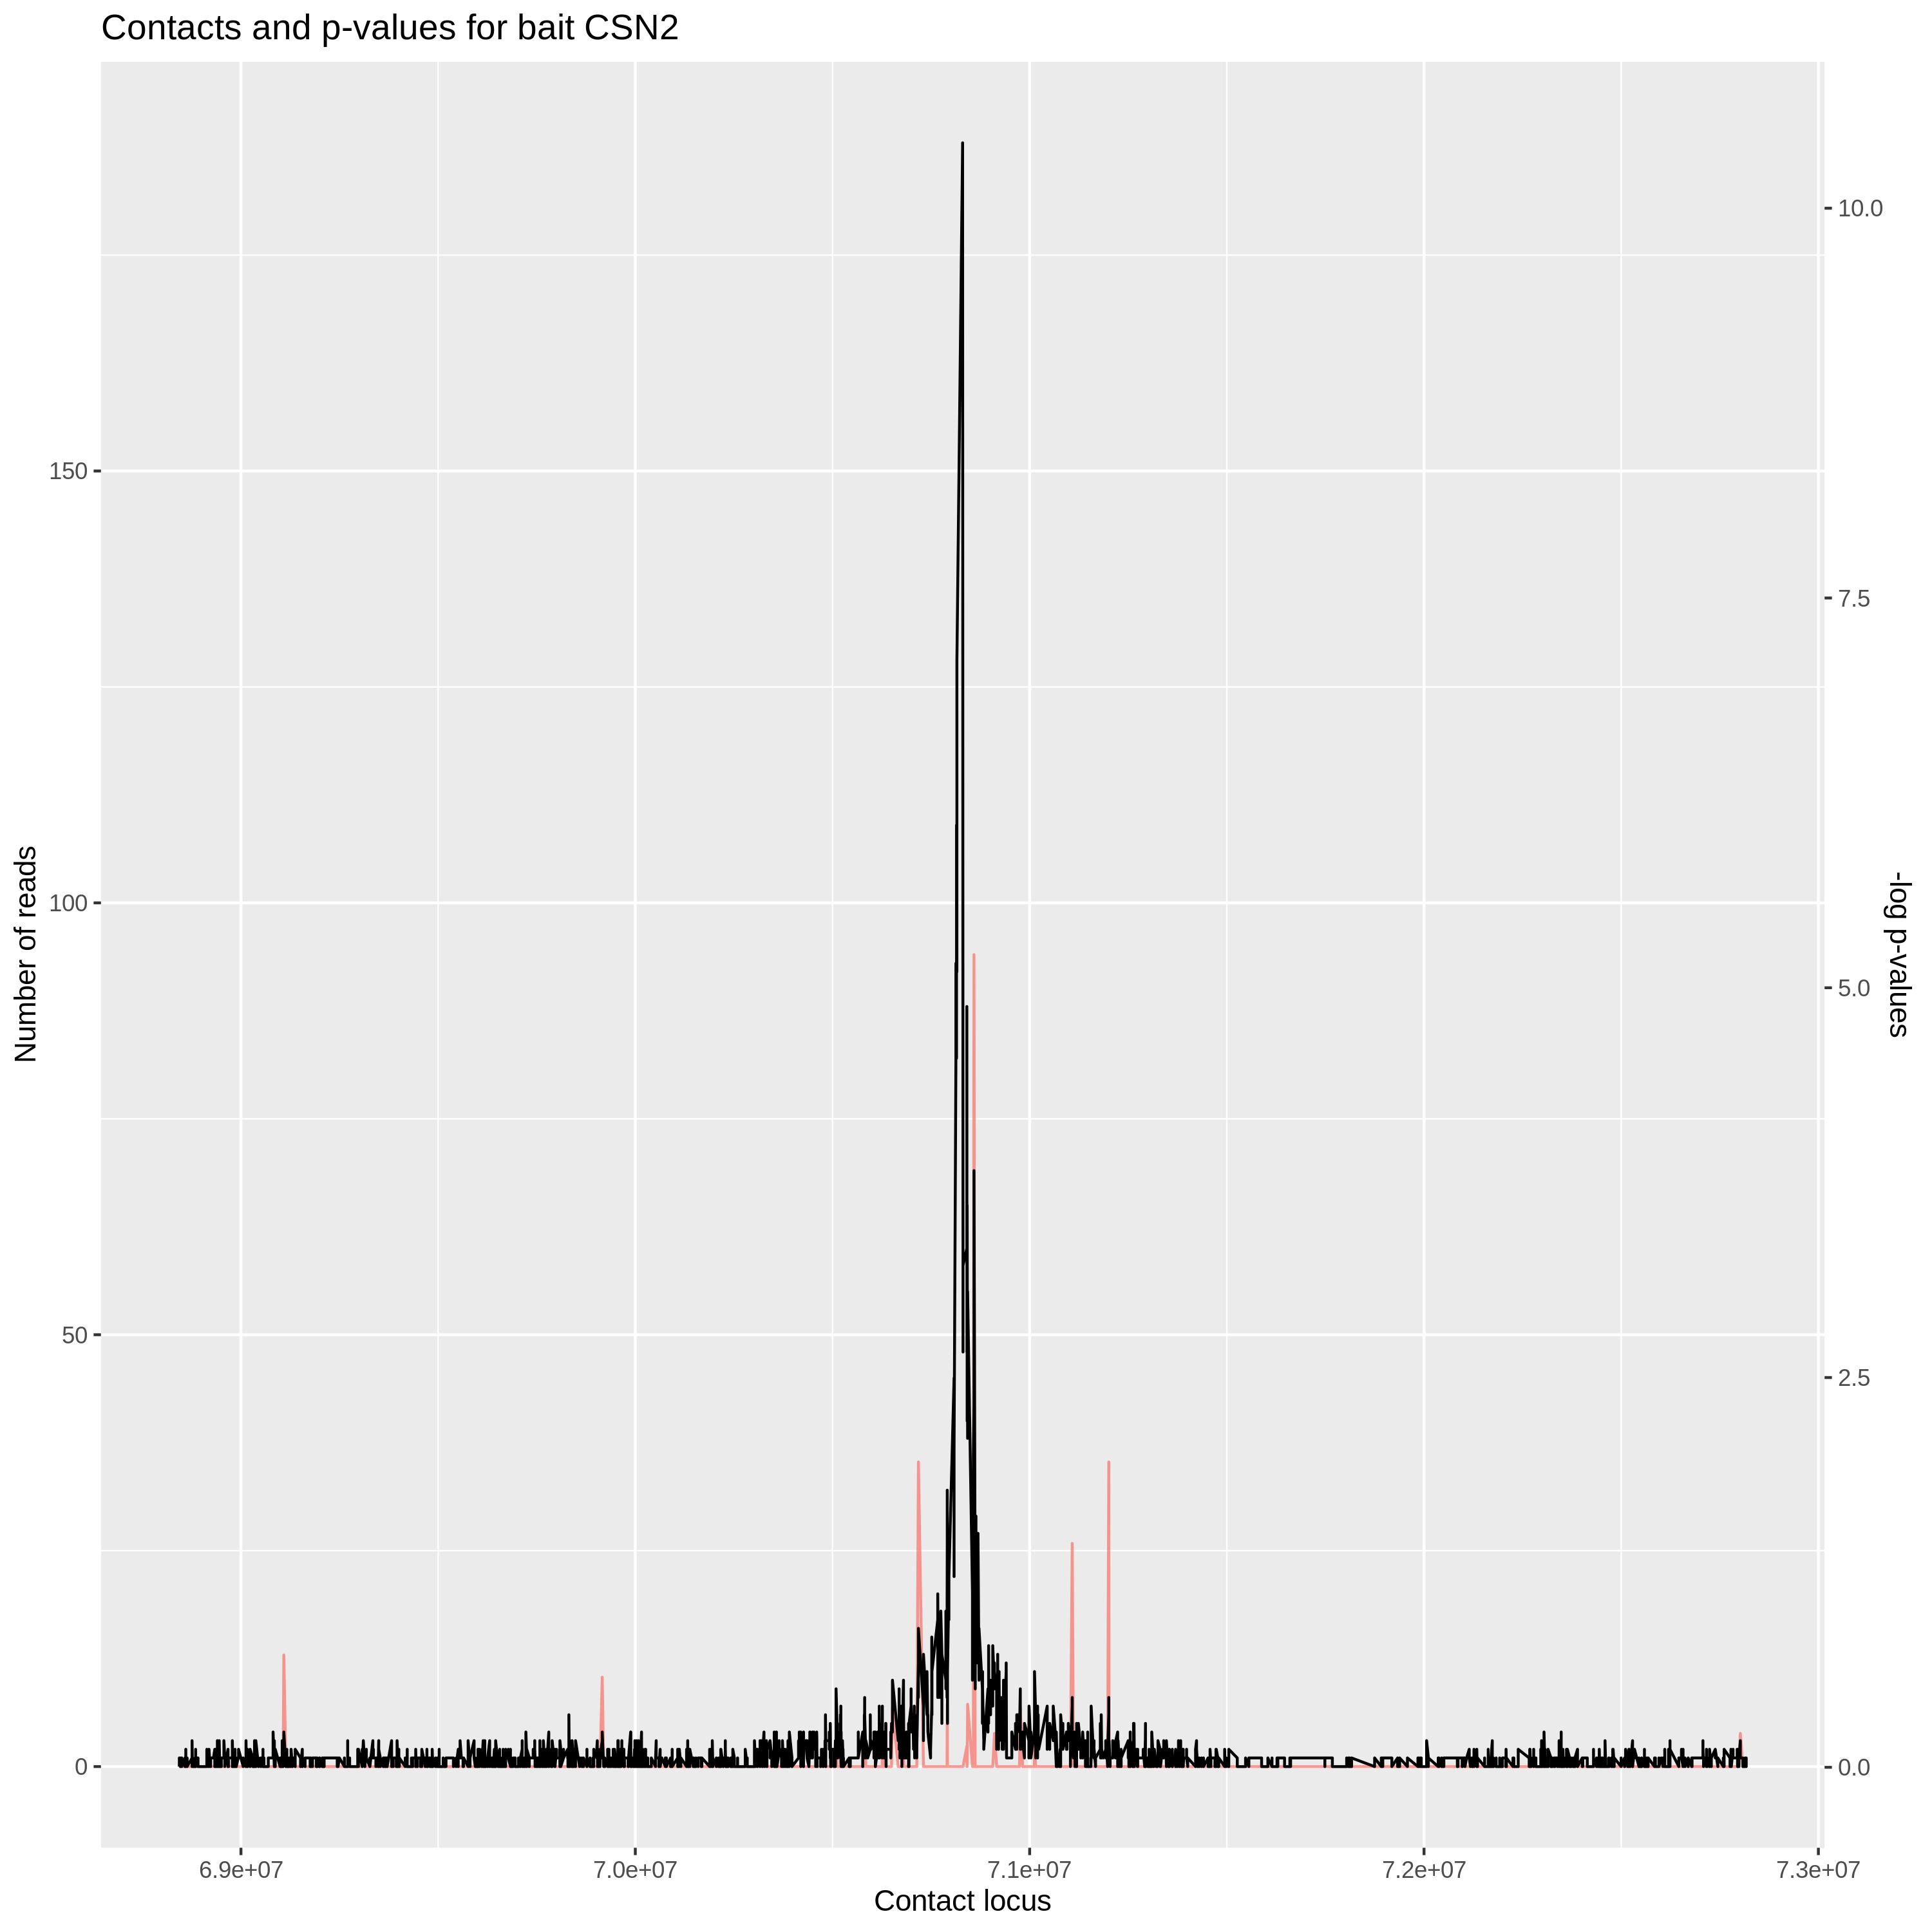 Contacts and p-values for bait CSN2
Number of reads
150
100
50
0
10.0
7.5
5.0
2.5
0.0
-log p-values
6.9e+07
7.0e+07
7.1e+07
7.2e+07
7.3e+07
Contact locus